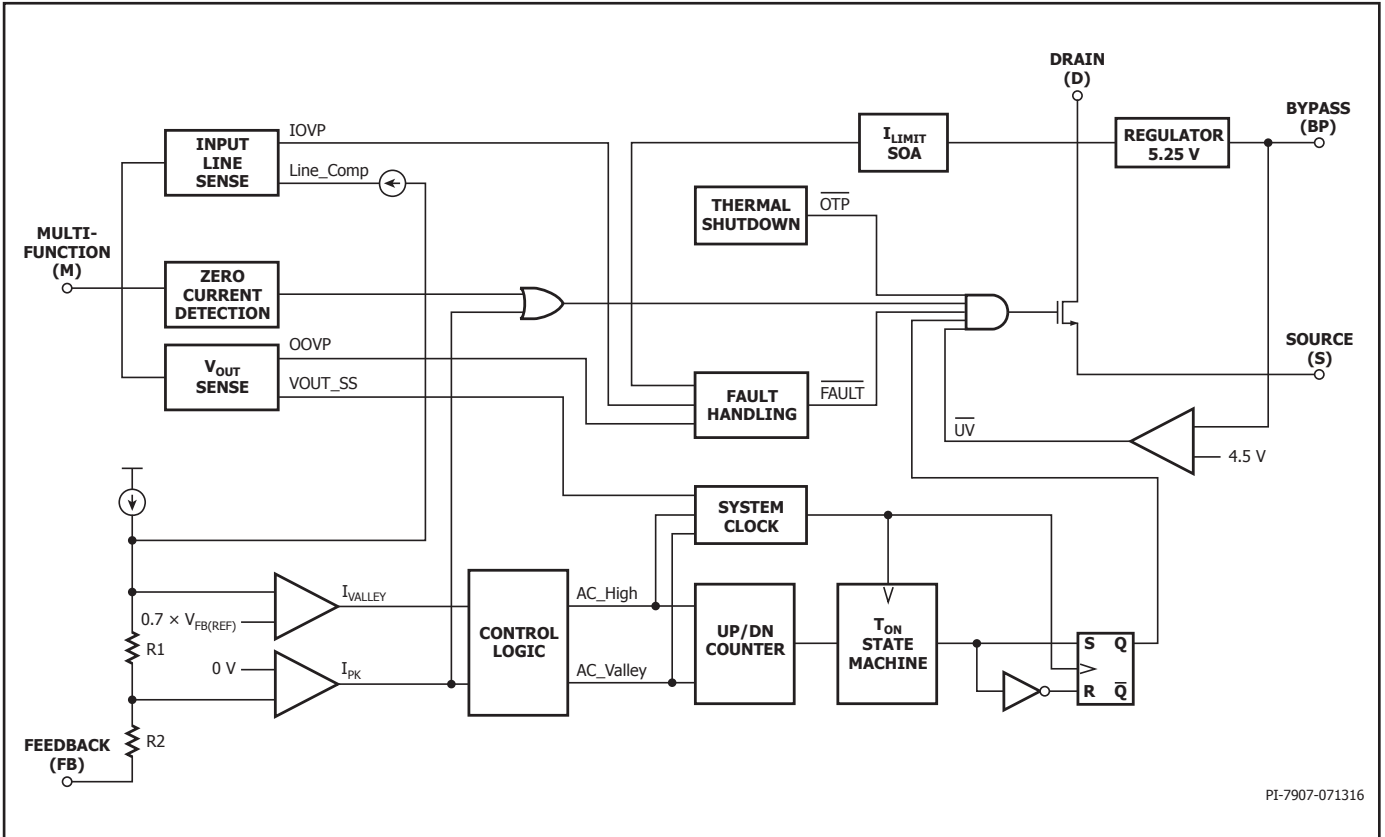 DRAIN
(D)
BYPASS
(BP)
INPUT
LINE
SENSE
IOVP
Line_Comp
I_LIMIT
SOA
REGULATOR
5.25 V
THERMAL
SHUTDOWN
OTP
MULTI-
FUNCTION
(M)
ZERO
CURRENT
DETECTION
SOURCE
(S)
V_OUT
SENSE
OOVP
VOUT_SS
FAULT
HANDLING
FAULT
UV
4.5 V
SYSTEM
CLOCK
I_VALLEY
0.7 × V_FB(REF)
R1
0 V
I_PK
R2
CONTROL
LOGIC
AC_High
AC_Valley
UP/DN
COUNTER
T_ON
STATE
MACHINE
S Q
R Q̅
FEEDBACK
(FB)
PI-7907-071316